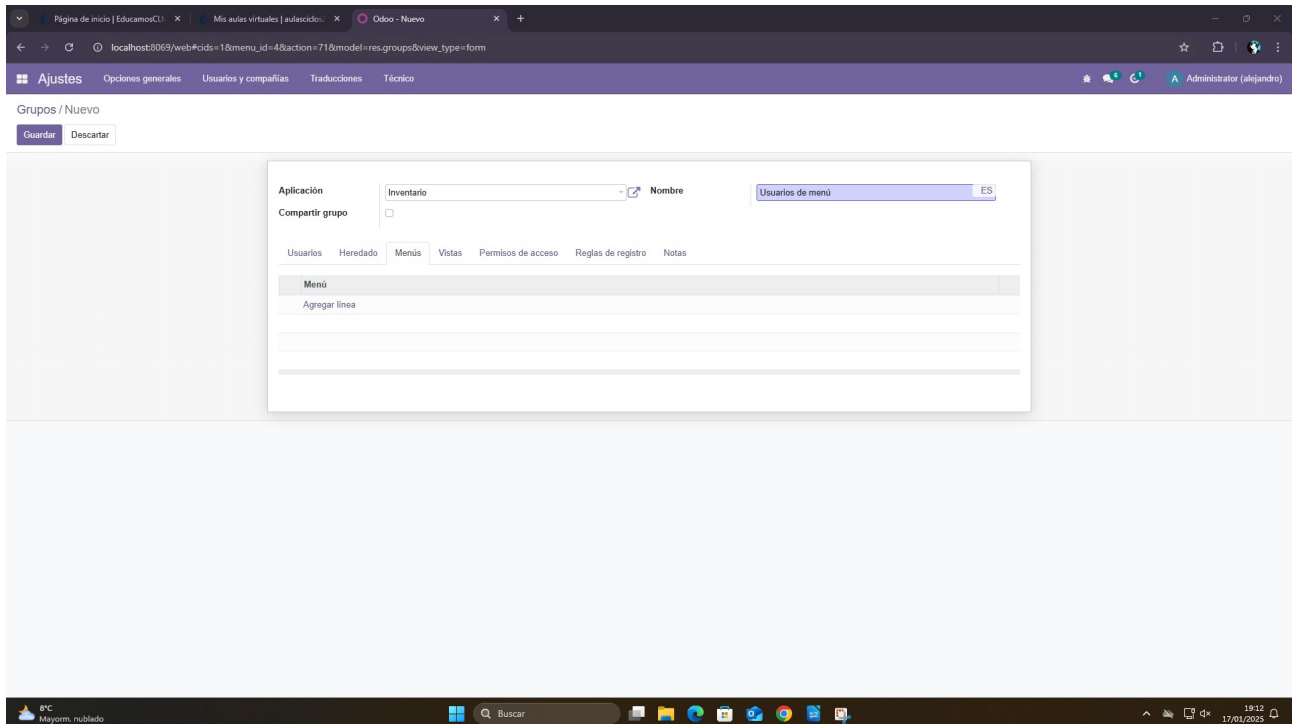 Página de inicio | EducamosCLM
Mis aulas virtuales | aulasciclos
Odoo - Nuevo
localhost:8069/web#cids=1&menu_id=4&action=71&model=res.groups&view_type=form
Ajustes Opciones generales Usuarios y compañías Traducciones Técnico 6 1 A Administrator (alejandro)
Grupos / Nuevo
Guardar Descartar
Aplicación Inventario Nombre Usuarios de menú ES
Compartir grupo
Usuarios Heredado Menús Vistas Permisos de acceso Reglas de registro Notas
Menú
Agregar línea
8°C
Mayorm. nublado
Buscar
19:12
17/01/2025